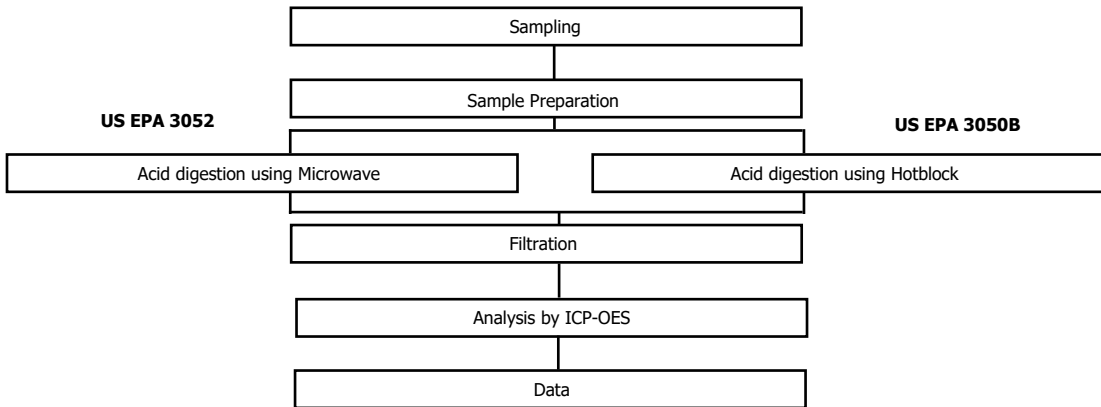 Sampling
Sample Preparation
US EPA 3052
US EPA 3050B
Acid digestion using Microwave
Acid digestion using Hotblock
Filtration
Analysis by ICP-OES
Data